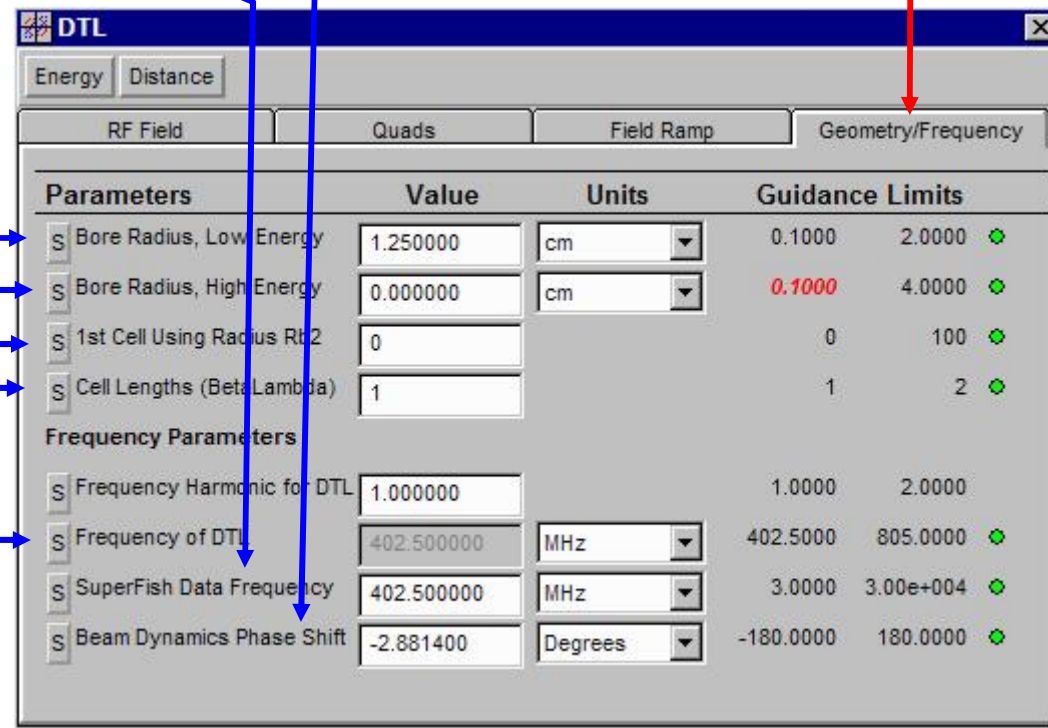 DTL
Energy Distance
RF Field Quads Field Ramp Geometry/Frequency
Parameters Value Units Guidance Limits
S Bore Radius, Low Energy 1.250000 cm 0.1000 2.0000
S Bore Radius, High Energy 0.000000 cm 0.1000 4.0000
S 1st Cell Using Radius Rb2 0 0 100
S Cell Lengths (BetaLambda) 1 1 2
Frequency Parameters
S Frequency Harmonic for DTL 1.000000 1.0000 2.0000
S Frequency of DTL 402.500000 MHz 402.5000 805.0000
S SuperFish Data Frequency 402.500000 MHz 3.0000 3.00e+004
S Beam Dynamics Phase Shift -2.881400 Degrees -180.0000 180.0000